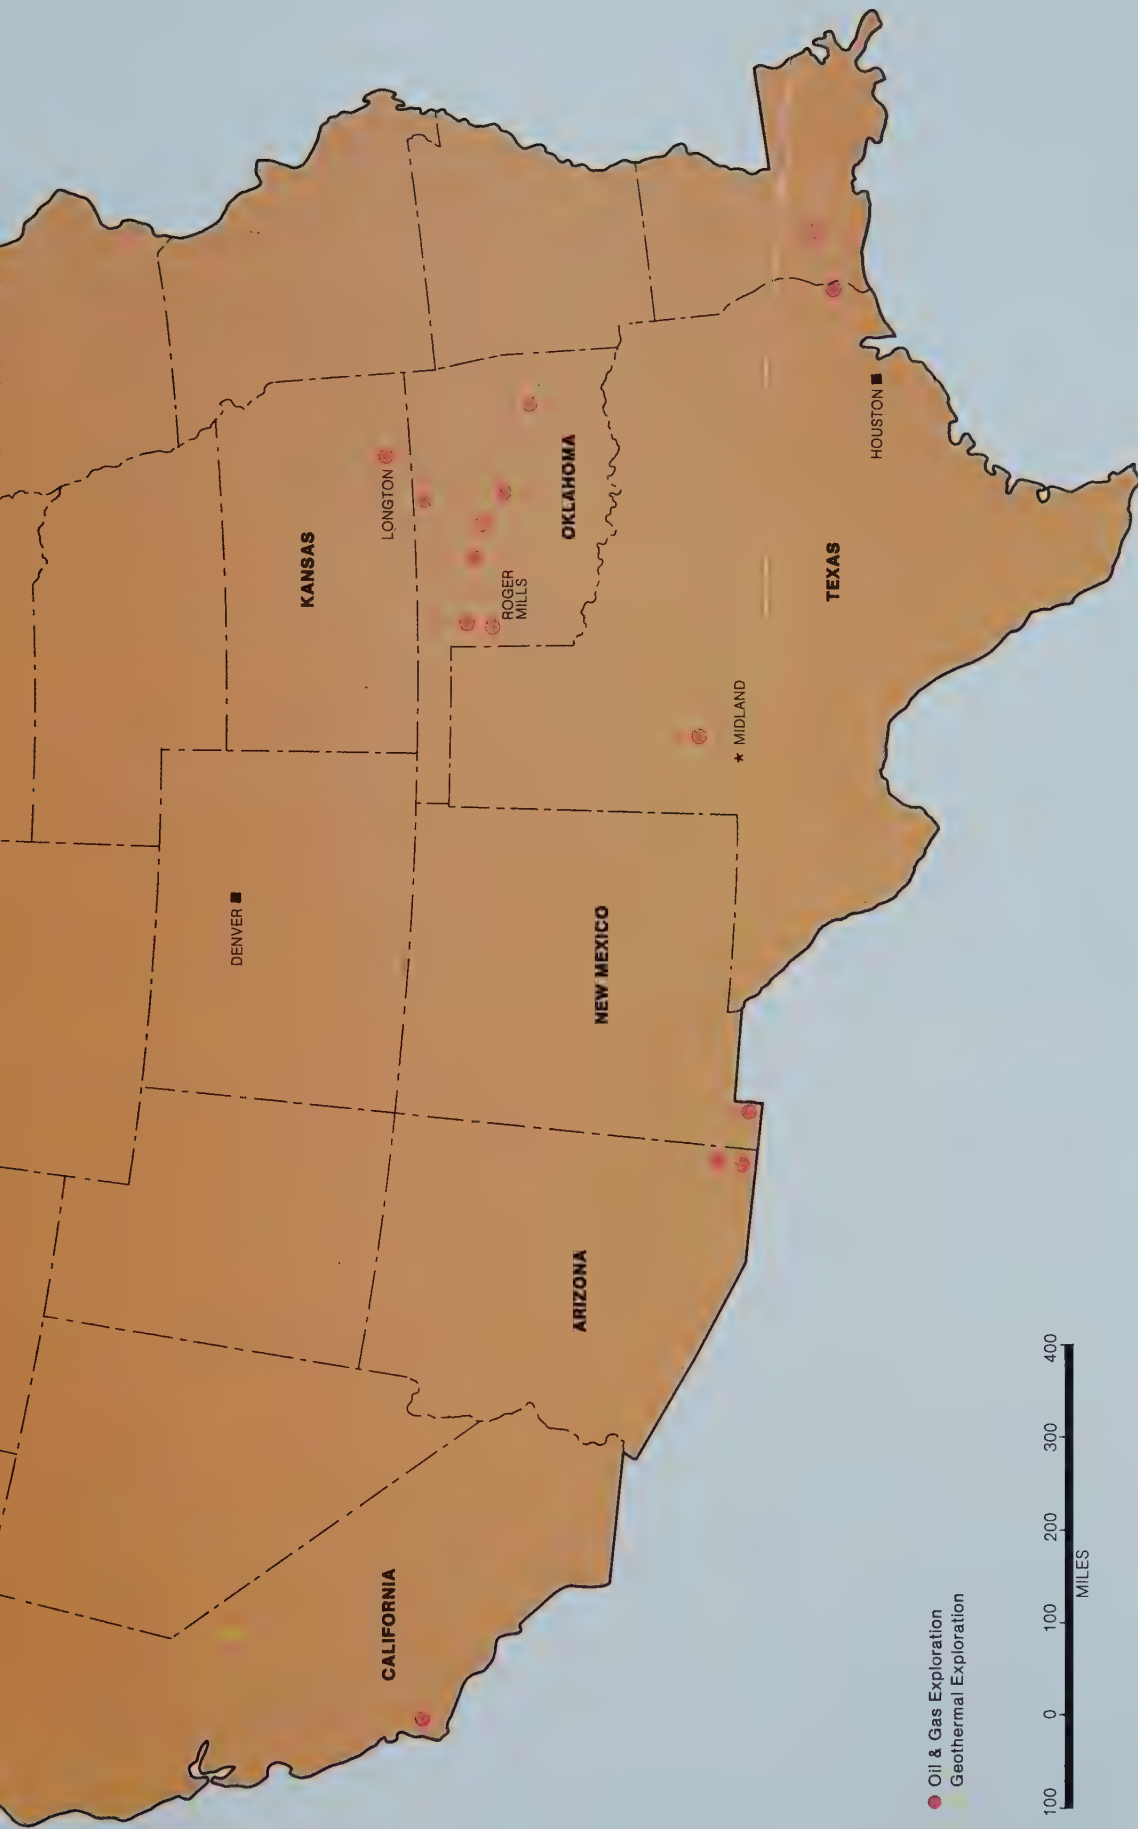 DENVER
KANSAS
LONGTON
CALIFORNIA
ARIZONA
NEW MEXICO
ROGER
MILLS
OKLAHOMA
MIDLAND
TEXAS
HOUSTON
Oil & Gas Exploration
Geothermal Exploration
100 0 100 200 300 400
MILES